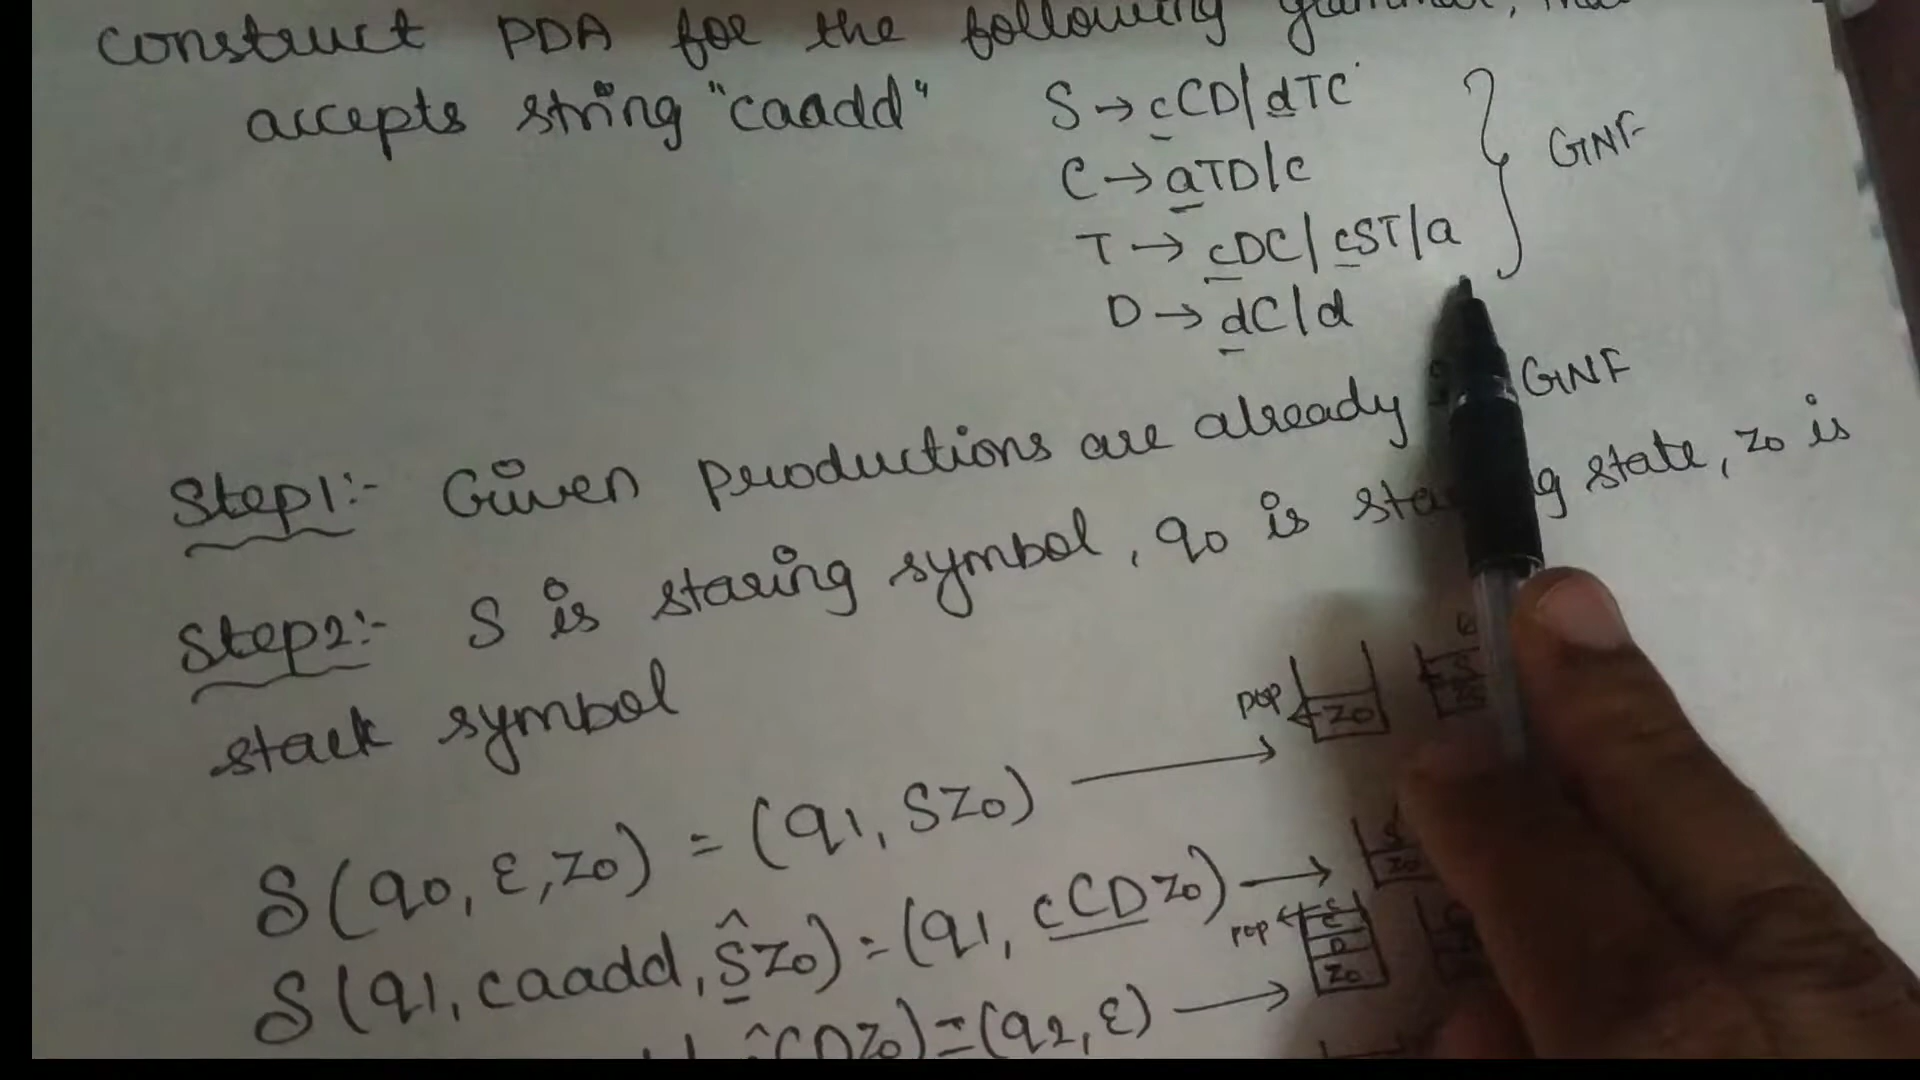 construct PDA for the following
accepts string "caadd" S→cCD|dTC
C→aTD|c
T→cDC|cST|a
D→dC|d
GNF
Step1:- Given productions are already GNF
Step2:- S is staring symbol, q0 is state, z0 is
stack symbol
pop
z0
δ(q0, ε, z0) = (q1, Sz0) →
δ(q1, caadd, Sz0) = (q1, cCDz0) →
pop
D
z0
CDz0) = (q2, ε) →